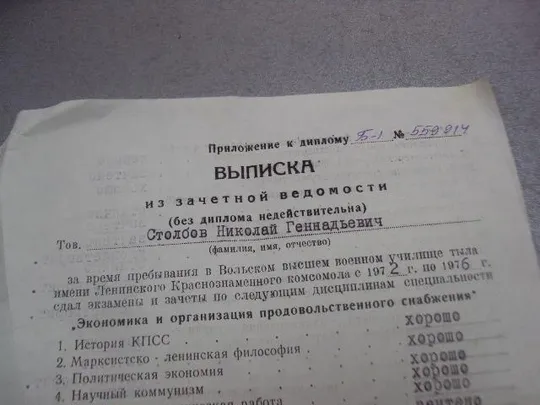 Приложение к диплому Б-I № 559914
ВЫПИСКА
из зачетной ведомости
(без диплома недействительна)
Тов. Столбов Николай Геннадьевич
(фамилия, имя, отчество)
за время пребывания в Вольском высшем военном училище тыла
имени Ленинского Краснознаменного комсомола с 1972 г. по 1976 г.
сдал экзамены и зачеты по следующим дисциплинам специальности
„Экономика и организация продовольственного снабжения"
1. История КПСС хорошо
2. Марксистско-ленинская философия хорошо
3. Политическая экономия хорошо
4. Научный коммунизм хорошо
работа